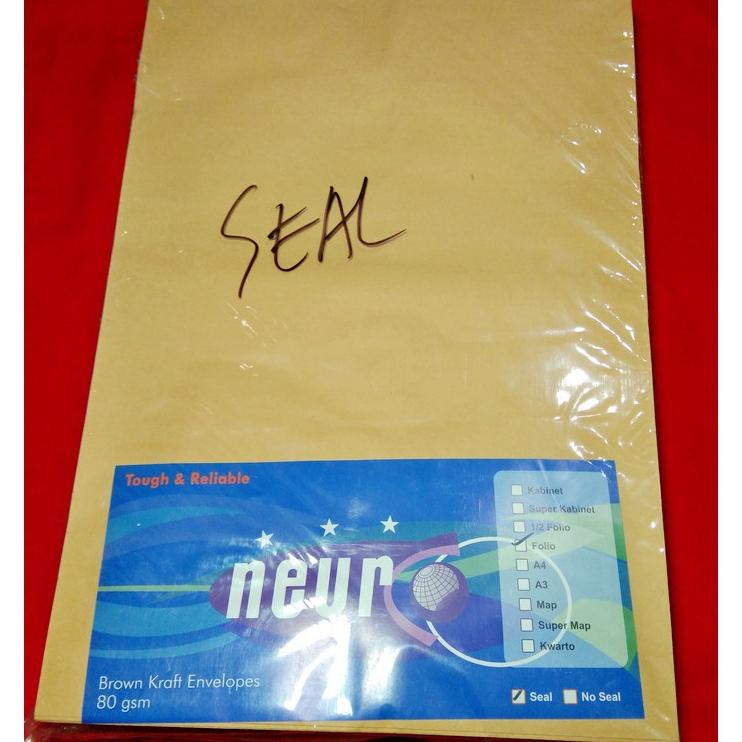 SEAL
Tough & Reliable
neuro
Kabinet
Super Kabinet
1/2 Folio
Folio
A4
A3
Map
Super Map
Kwarto
Brown Kraft Envelopes
80 gsm
Seal
No Seal